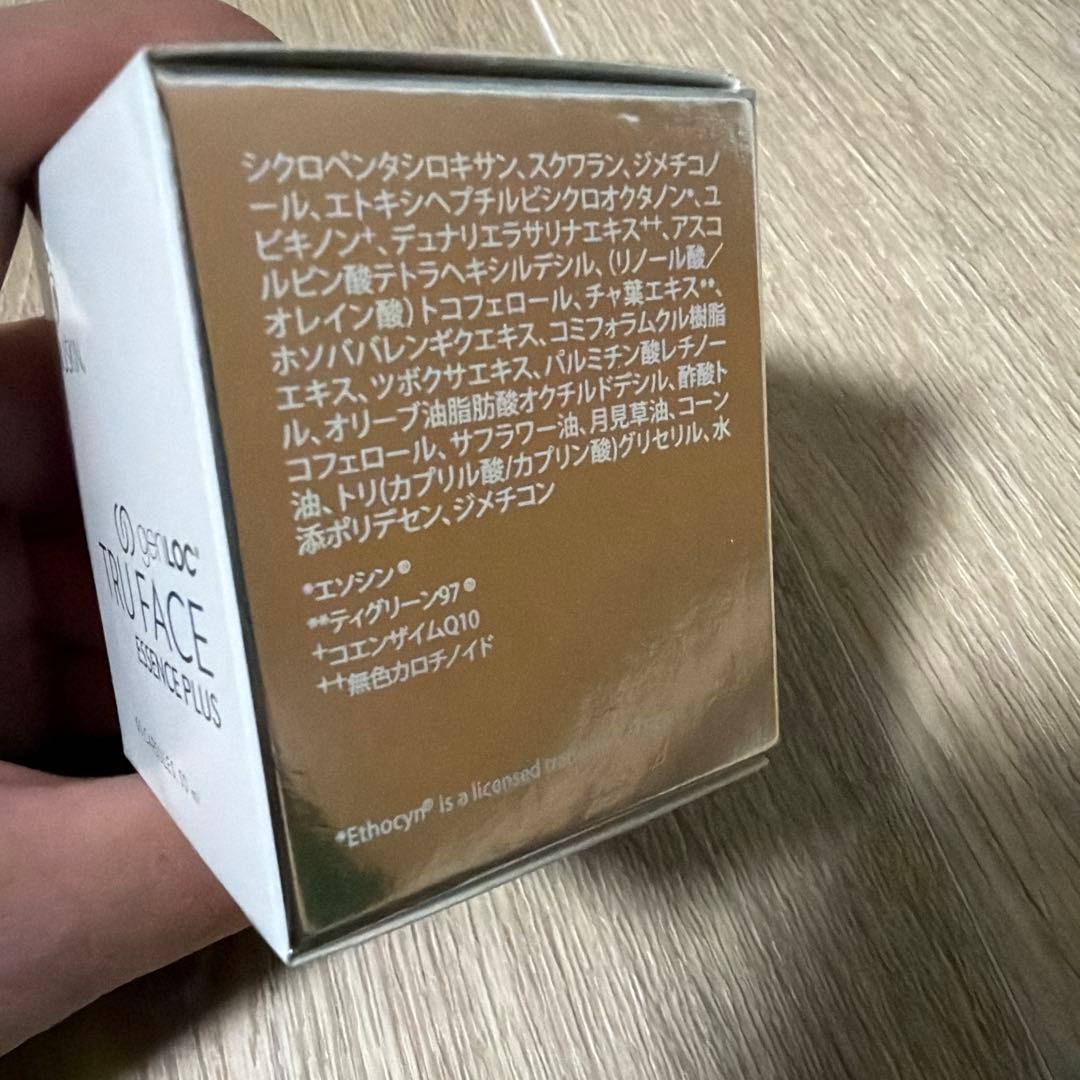 シクロペンタシロキサン、スクワラン、ジメチコノ
ール、エトキシヘプチルビシクロオクタノン*、ユ
ビキノン+、デュナリエラサリナエキス++、アスコ
ルビン酸テトラヘキシルデシル、(リノール酸/
オレイン酸)トコフェロール、チャ葉エキス**、
ホソババレンギクエキス、コミフォラムクル樹脂
エキス、ツボクサエキス、パルミチン酸レチノー
ル、オリーブ油脂肪酸オクチルドデシル、酢酸ト
コフェロール、サフラワー油、月見草油、コーン
油、トリ(カプリル酸/カプリン酸)グリセリル、水
添ポリデセン、ジメチコン
*エソシン®
**ティグリーン97®
+コエンザイムQ10
++無色カロチノイド
*Ethocyn® is a licensed
genLOC®
TRU FACE
ESSENCE PLUS
CAPSULES
ml